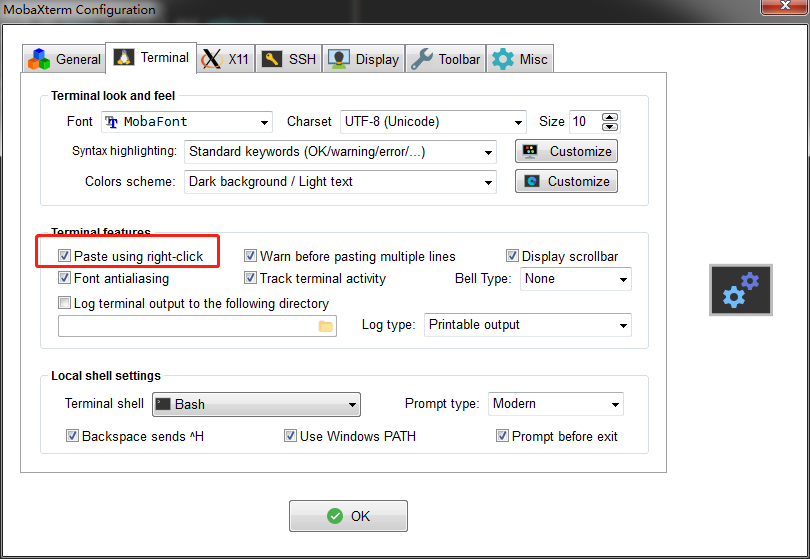 MobaXterm Configuration
General Terminal X11 SSH Display Toolbar Misc
Terminal look and feel
Font MobaFont Charset UTF-8 (Unicode) Size 10
Syntax highlighting: Standard keywords (OK/warning/error/...) Customize
Colors scheme: Dark background / Light text Customize
Terminal features
Paste using right-click Warn before pasting multiple lines Display scrollbar
Font antialiasing Track terminal activity Bell Type: None
Log terminal output to the following directory
Log type: Printable output
Local shell settings
Terminal shell Bash Prompt type: Modern
Backspace sends ^H Use Windows PATH Prompt before exit
OK